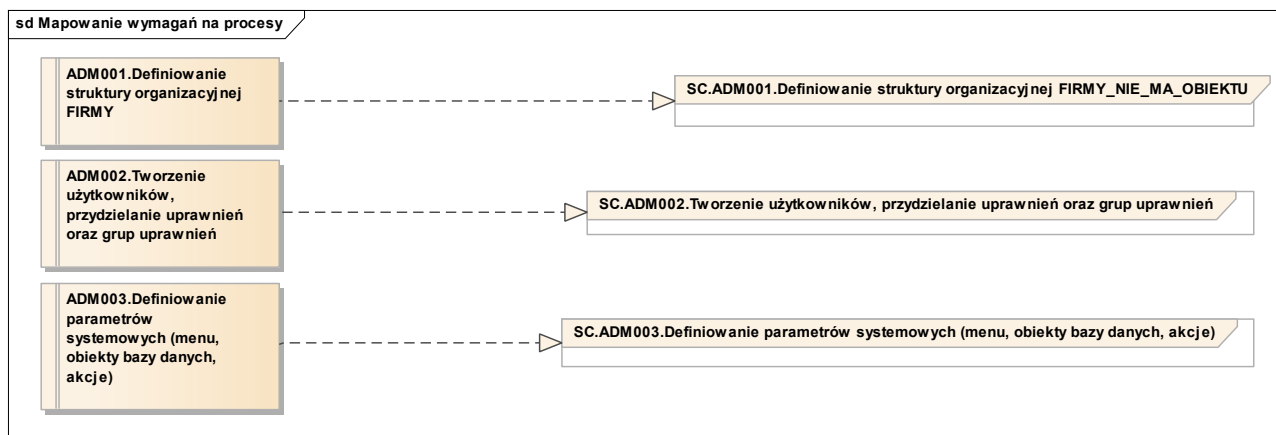 sd Mapowanie wymagań na procesy
ADM001.Definiowanie
struktury organizacyjnej
FIRMY
SC.ADM001.Definiowanie struktury organizacyjnej FIRMY_NIE_MA_OBIEKTU
ADM002.Tworzenie
użytkowników,
przydzielanie uprawnień
oraz grup uprawnień
SC.ADM002.Tworzenie użytkowników, przydzielanie uprawnień oraz grup uprawnień
ADM003.Definiowanie
parametrów
systemowych (menu,
obiekty bazy danych,
akcje)
SC.ADM003.Definiowanie parametrów systemowych (menu, obiekty bazy danych, akcje)